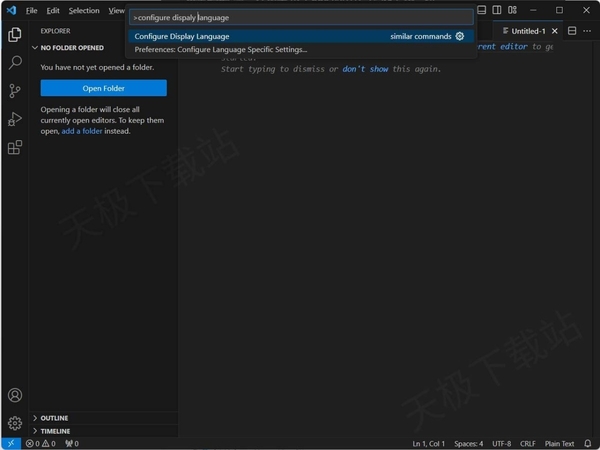 File Edit Selection View
>configure dispaly language
Configure Display Language similar commands
Preferences: Configure Language Specific Settings...
EXPLORER
NO FOLDER OPENED
You have not yet opened a folder.
Open Folder
Opening a folder will close all
currently open editors. To keep them
open, add a folder instead.
OUTLINE
TIMELINE
Untitled-1
editor to ge
started.
Start typing to dismiss or don't show this again.
天极下载站
天极下载站
0 0 0
Ln 1, Col 1 Spaces: 4 UTF-8 CRLF Plain Text